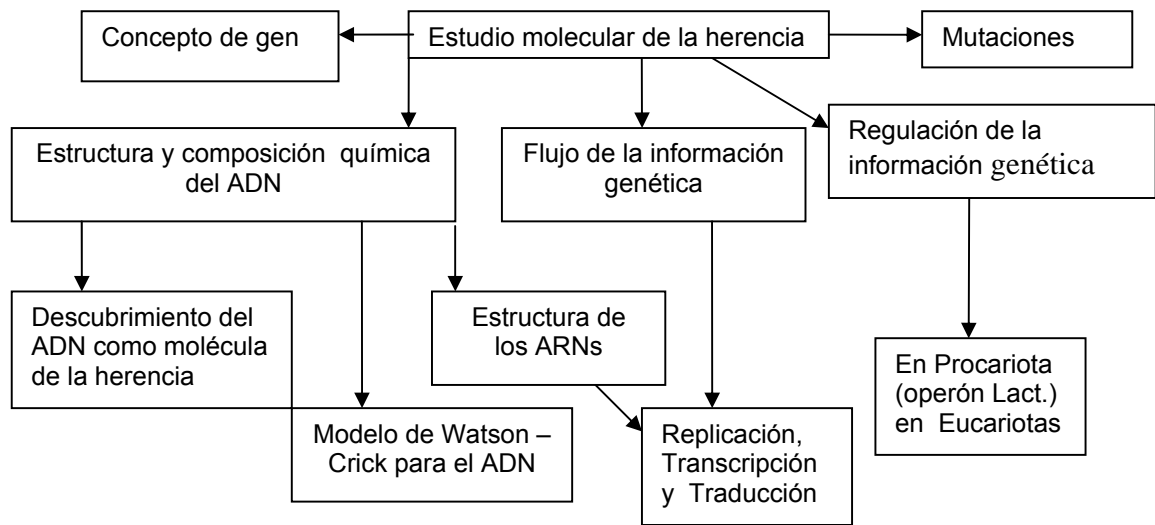 Concepto de gen
Estudio molecular de la herencia
Mutaciones
Estructura y composición química
del ADN
Flujo de la información
genética
Regulación de la
información genética
Descubrimiento del
ADN como molécula
de la herencia
Estructura de
los ARNs
En Procariota
(operón Lact.)
en Eucariotas
Modelo de Watson –
Crick para el ADN
Replicación,
Transcripción
y Traducción